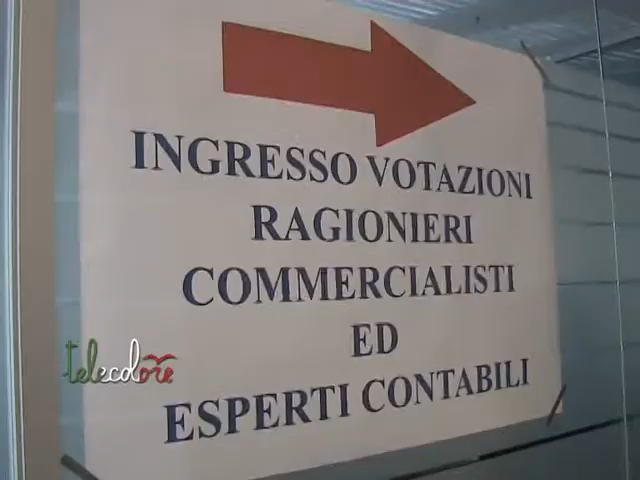 INGRESSO VOTAZIONI
RAGIONIERI
COMMERCIALISTI
ED
telecolore
ESPERTI CONTABILI